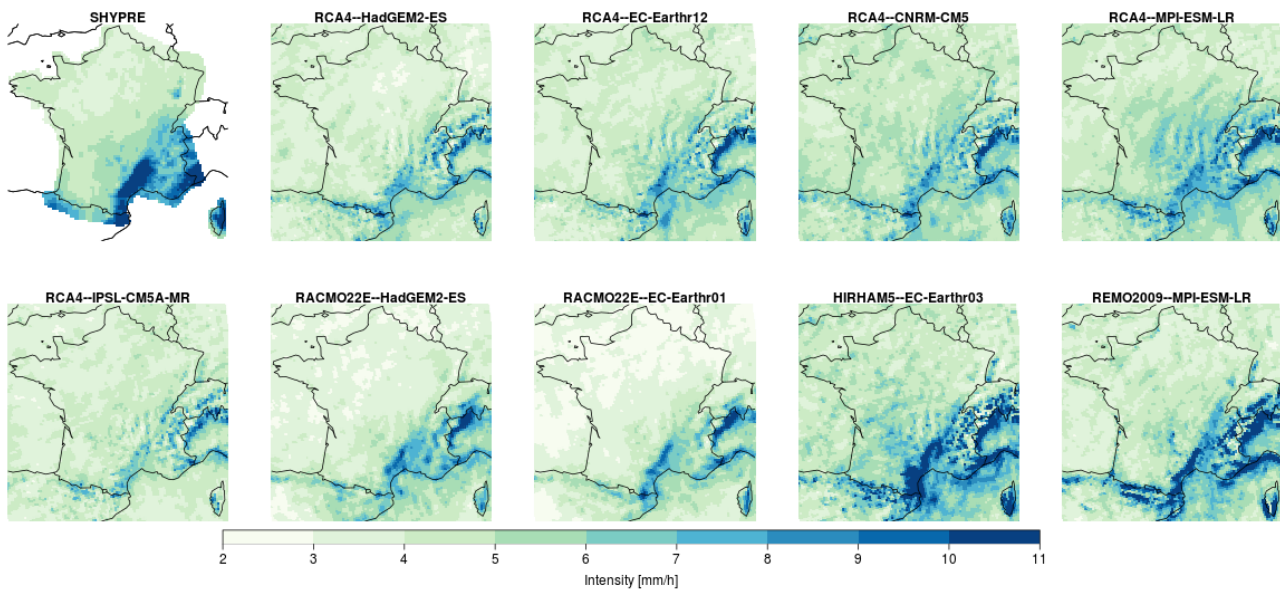 SHYPRE
RCA4--HadGEM2-ES
RCA4--EC-Earthr12
RCA4--CNRM-CM5
RCA4--MPI-ESM-LR
RCA4--IPSL-CM5A-MR
RACMO22E--HadGEM2-ES
RACMO22E--EC-Earthr01
HIRHAM5--EC-Earthr03
REMO2009--MPI-ESM-LR
2 3 4 5 6 7 8 9 10 11
Intensity [mm/h]